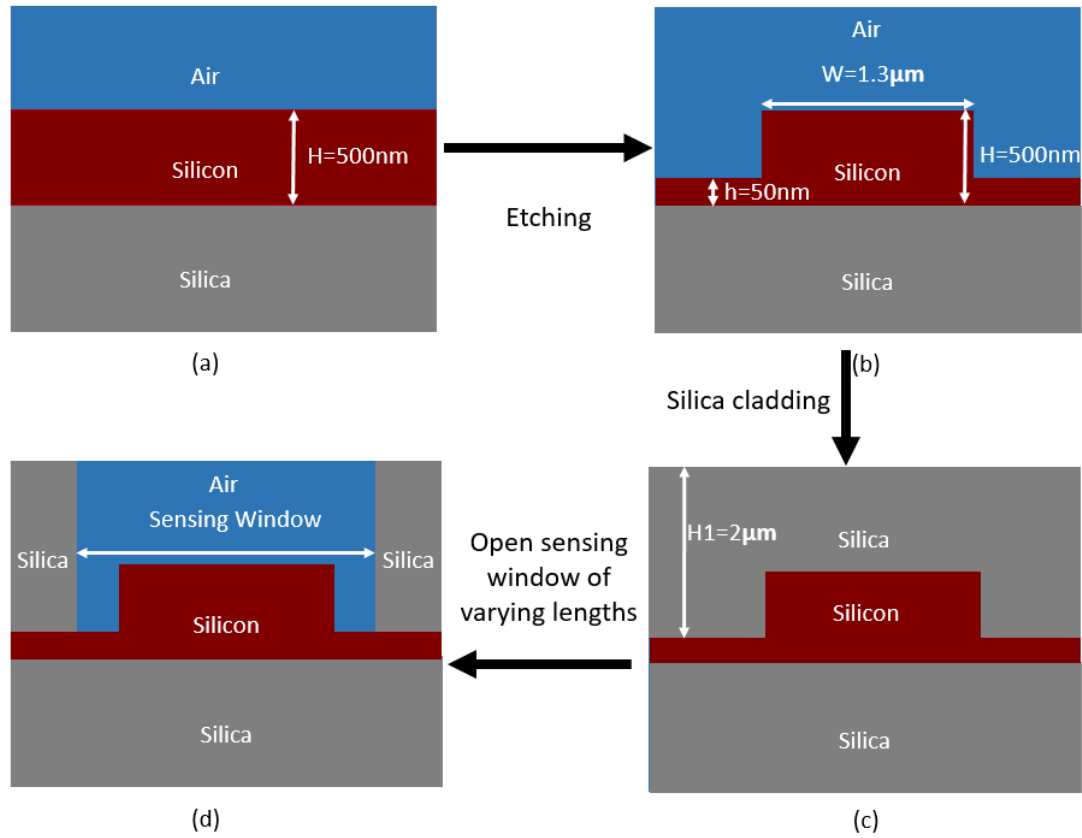 Air
H=500nm
Silicon
Silica
(a)
Etching
Air
W=1.3μm
H=500nm
Silicon
h=50nm
Silica
(b)
Silica cladding
H1=2μm
Silica
Silicon
Silica
(c)
Open sensing
window of
varying lengths
Air
Sensing Window
Silica
Silica
Silicon
Silica
(d)